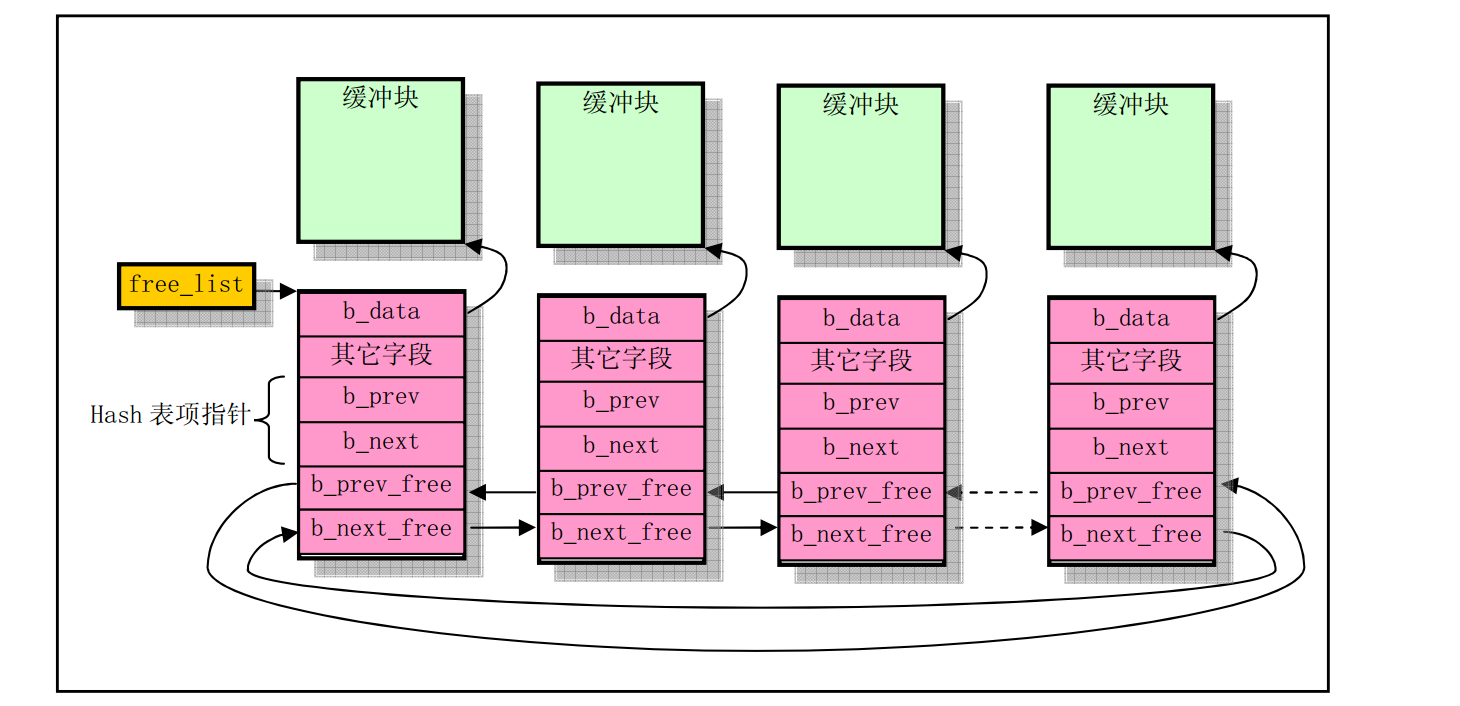 缓冲块
缓冲块
缓冲块
缓冲块
free_list
b_data
其它字段
b_prev
b_next
b_prev_free
b_next_free
Hash 表项指针
b_data
其它字段
b_prev
b_next
b_prev_free
b_next_free
b_data
其它字段
b_prev
b_next
b_prev_free
b_next_free
b_data
其它字段
b_prev
b_next
b_prev_free
b_next_free